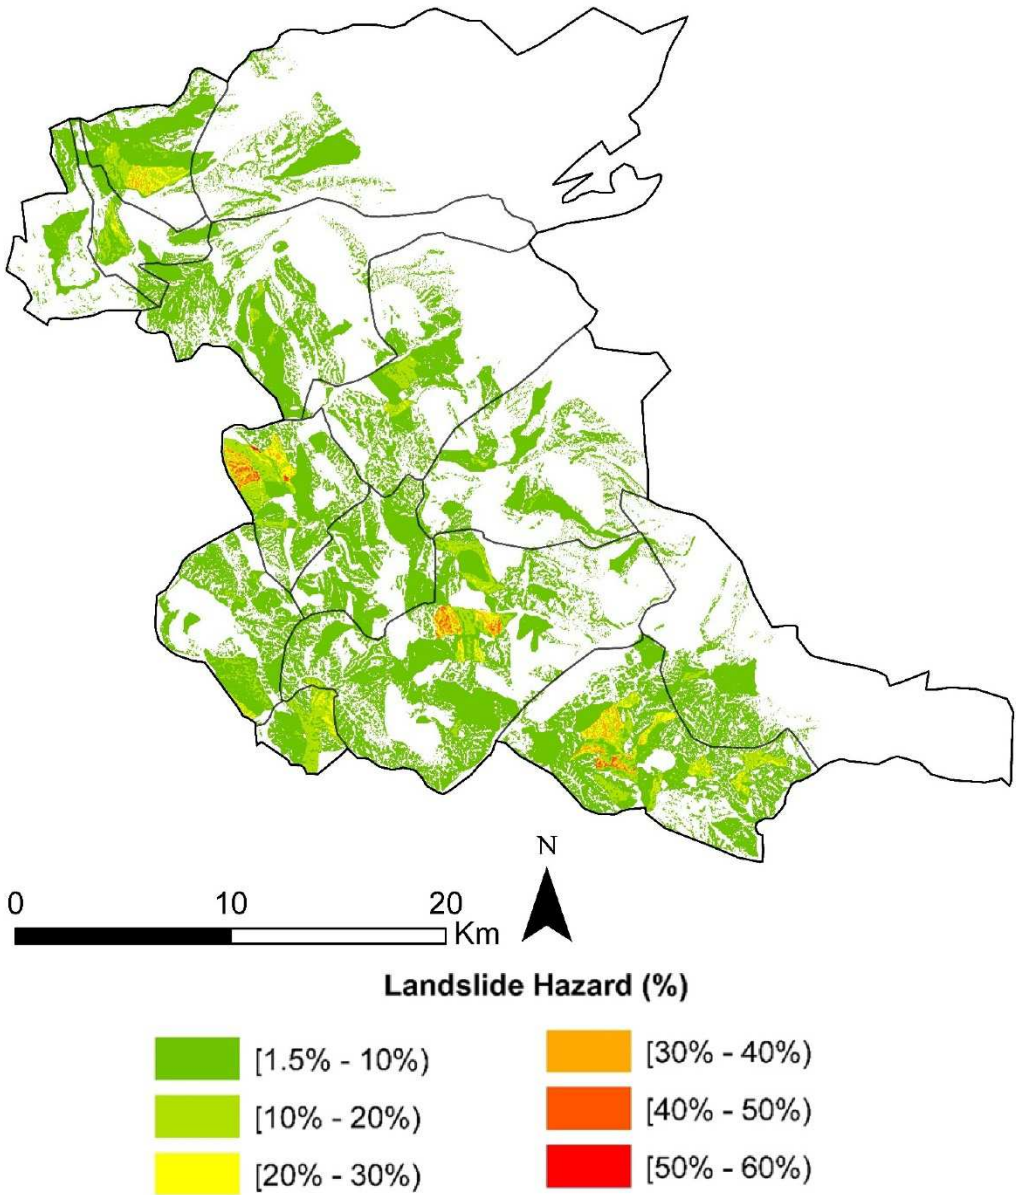 N
0 10 20
Km
Landslide Hazard (%)
[1.5% - 10%) [30% - 40%)
[10% - 20%) [40% - 50%)
[20% - 30%) [50% - 60%)